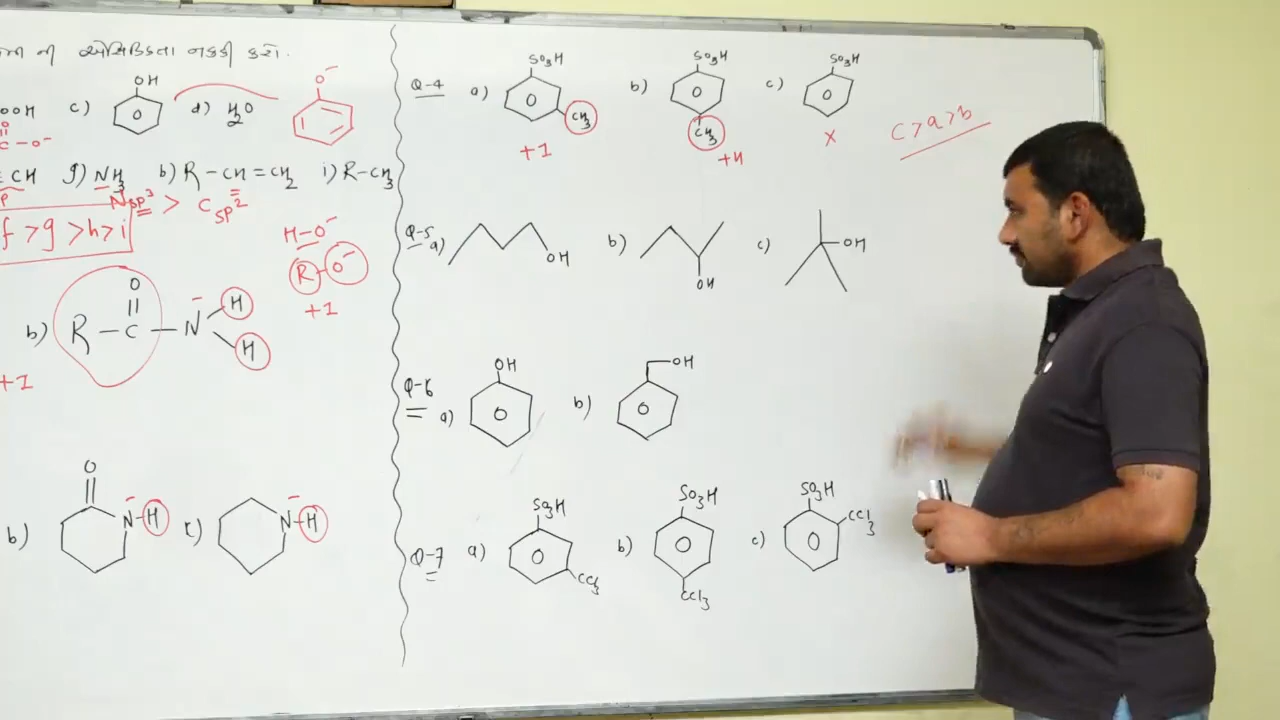 ની એસિડિકતા નક્કી કરો.
OOH c) OH d) H₂O O⁻
O
C - O⁻
≡ CH g) NH₃ h) R - CH = CH₂ i) R-CH₃
N sp³ > C sp²
f > g > h > i
H-O⁻
R-O⁻
+I
b) R - C - N⁻ H H
O
+I
b) O N⁻-H c) N⁻-H
Q-4 a) SO₃H CH₃ b) SO₃H CH₃ c) SO₃H
+I +H x
c > a > b
Q-5 a) OH b) OH c) OH
Q-6 a) OH b) OH
Q-7 a) SO₃H CCl₃ b) SO₃H CCl₃ c) SO₃H CCl₃